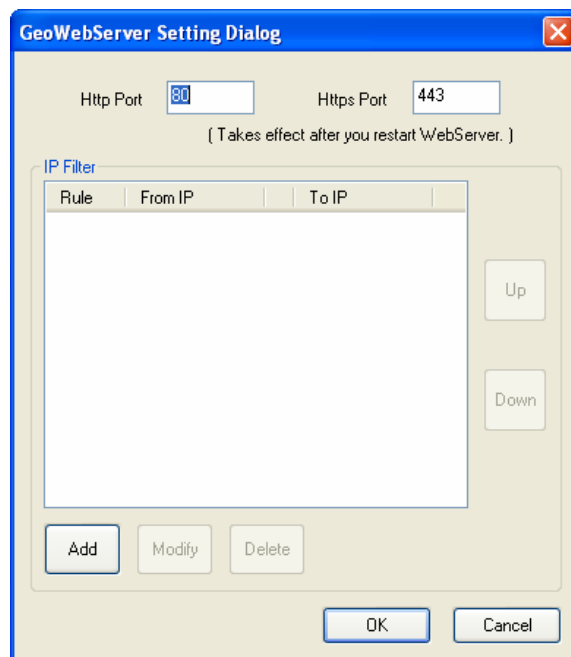 GeoWebServer Setting Dialog
Http Port 80 Https Port 443
( Takes effect after you restart WebServer. )
IP Filter
Rule From IP To IP
Up
Down
Add Modify Delete
OK Cancel